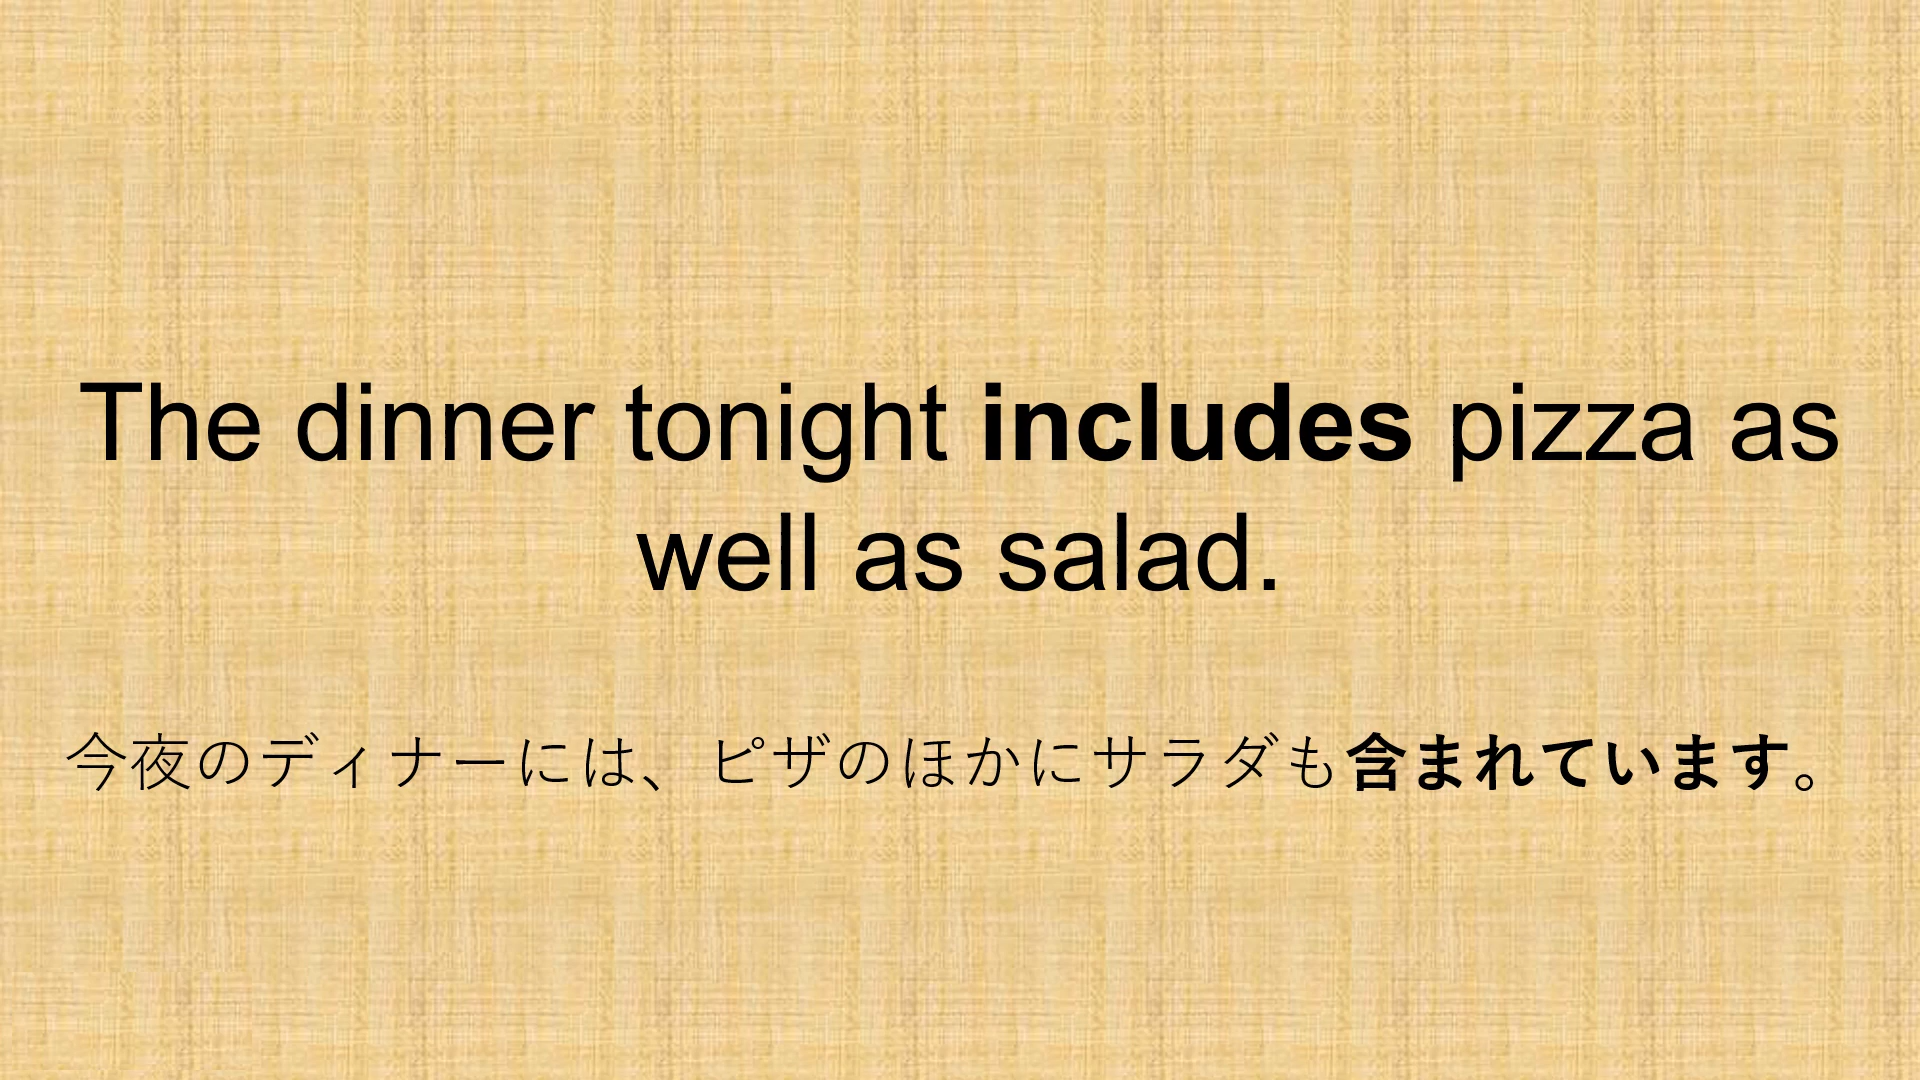 The dinner tonight includes pizza as
well as salad.
今夜のディナーには、ピザのほかにサラダも含まれています。